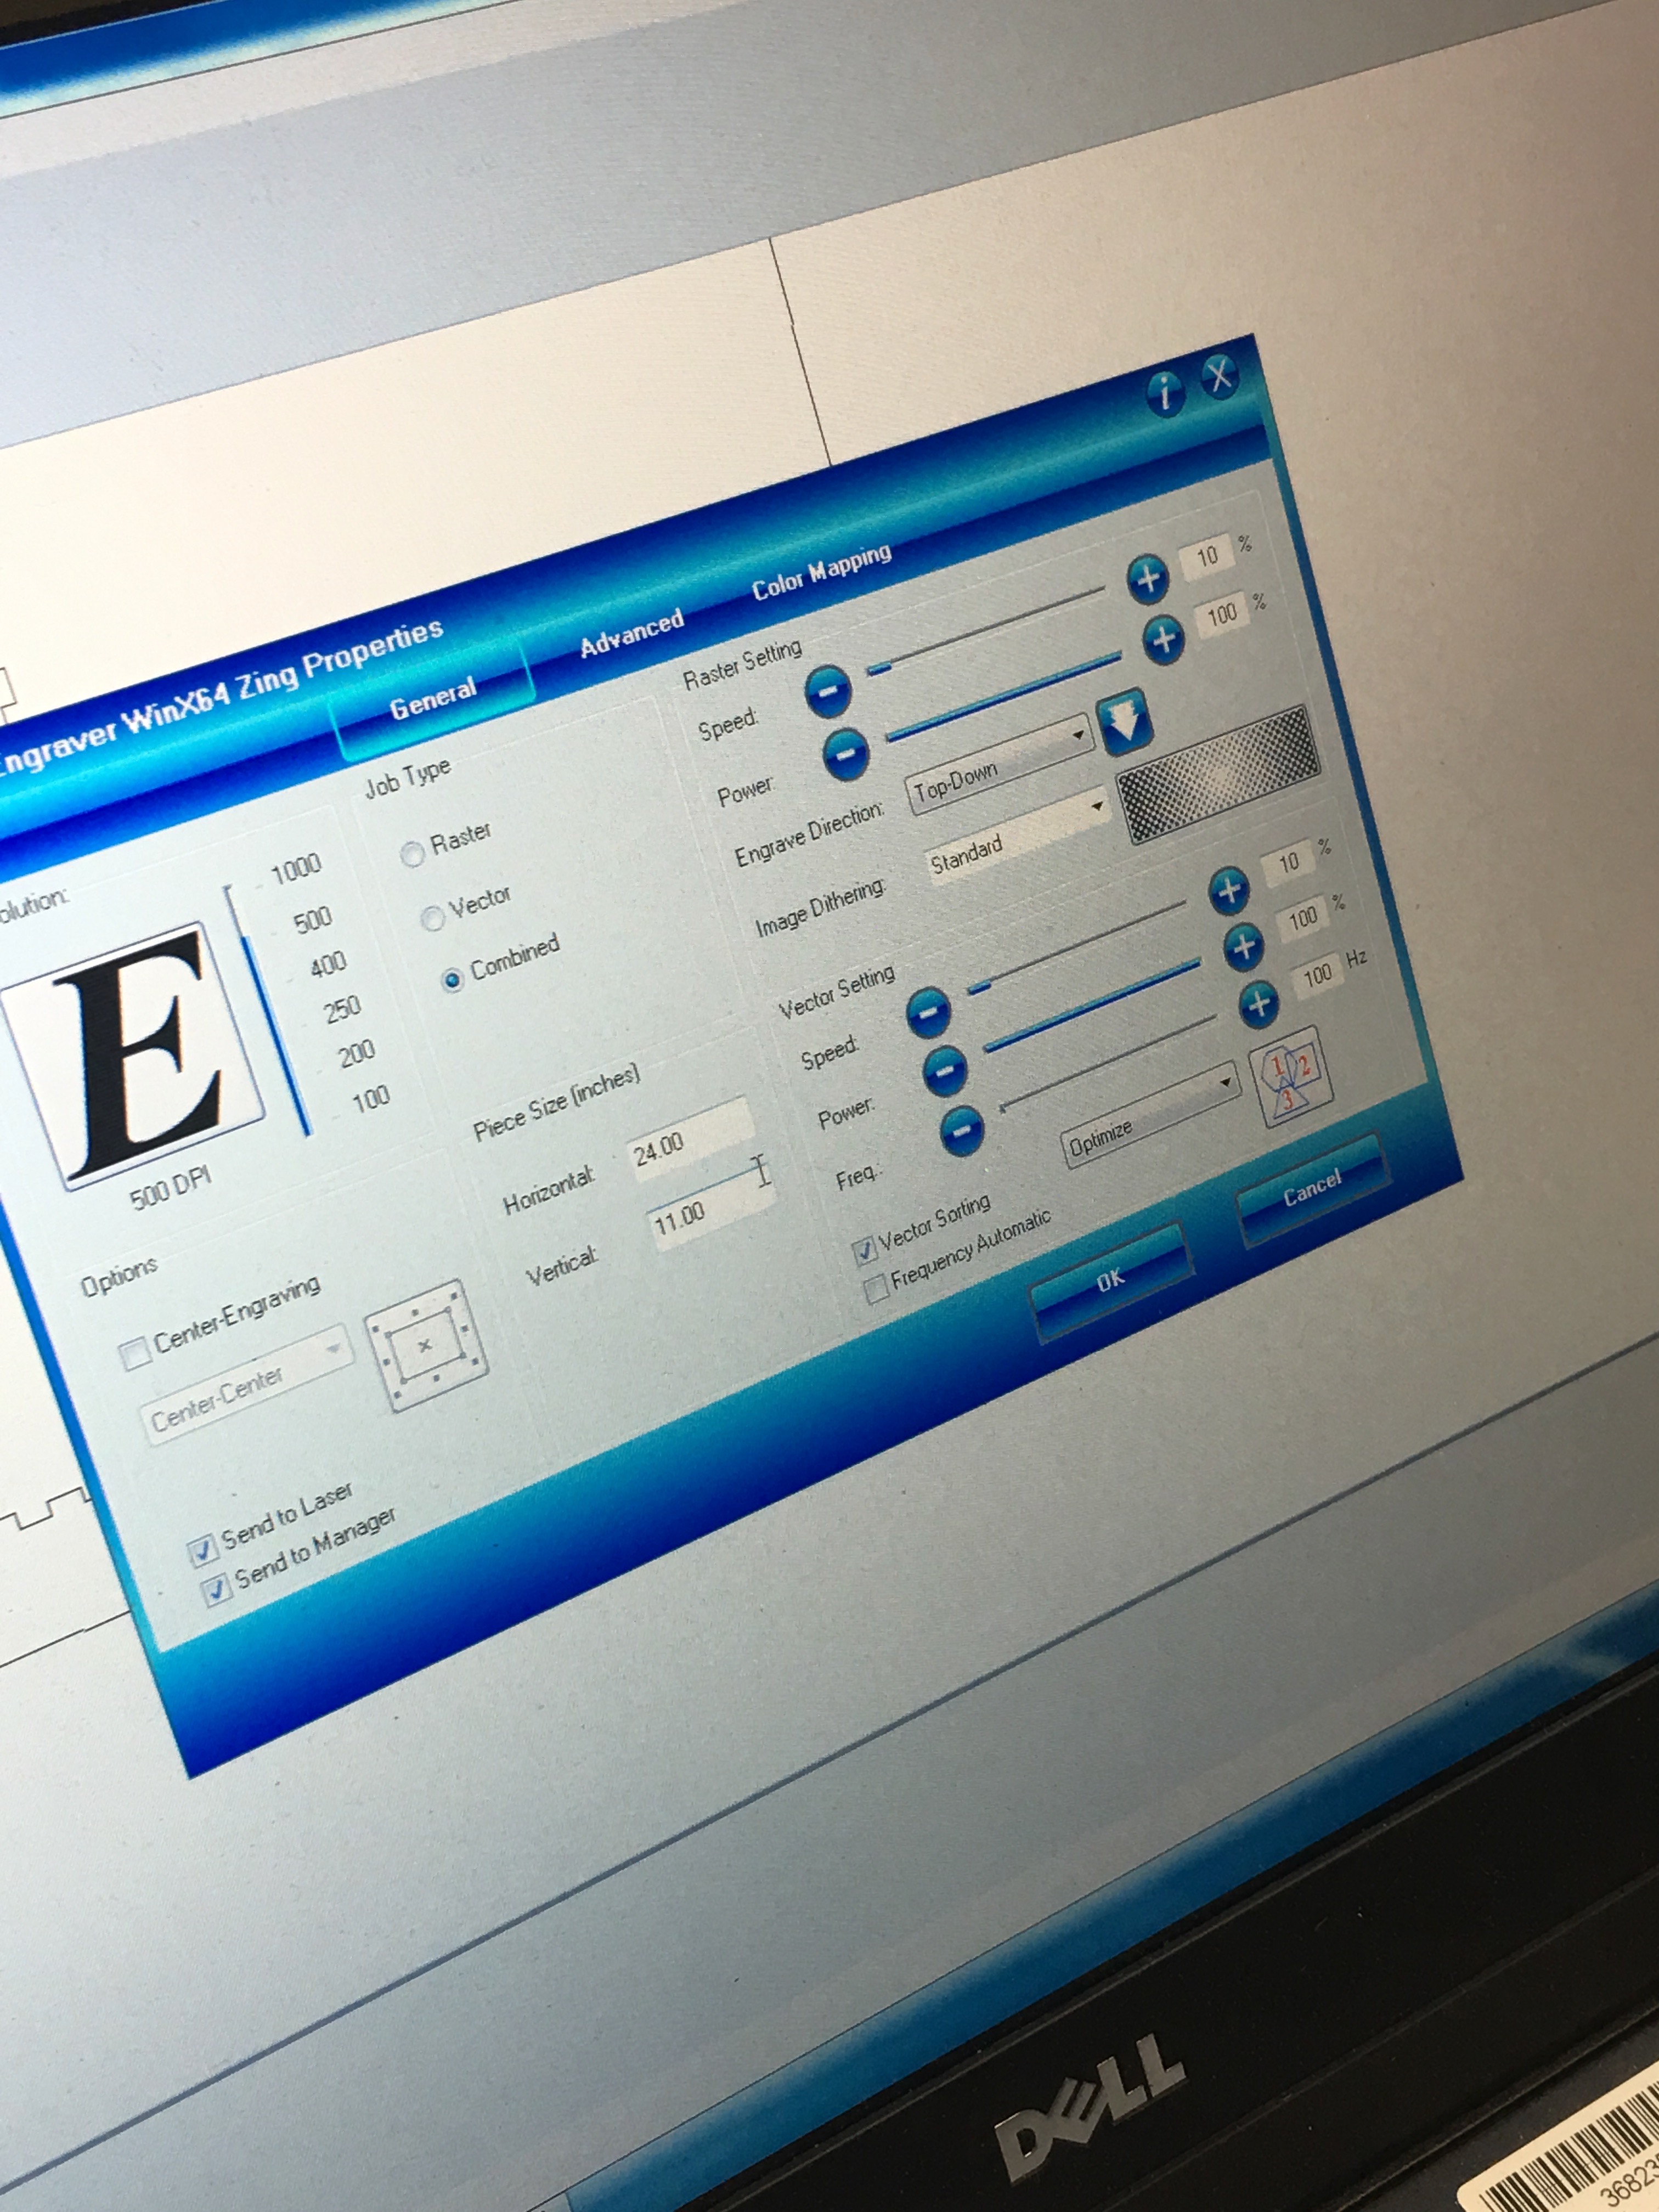 Engraver WinX64 Zing Properties
General
Advanced
Color Mapping
1000
500
400
250
200
100
E
500 DPI
Job Type
Raster
Vector
Combined
Options
Center-Engraving
Center-Center
Send to Laser
Send to Manager
Piece Size (inches)
Horizontal: 24.00
Vertical: 11.00
Raster Setting
Speed: 10 %
Power: 100 %
Engrave Direction: Top-Down
Image Dithering: Standard
Vector Setting
Speed: 10 %
Power: 100 %
Freq.: 100 Hz
Optimize
1 2
3
Vector Sorting
Frequency Automatic
OK
Cancel
DELL